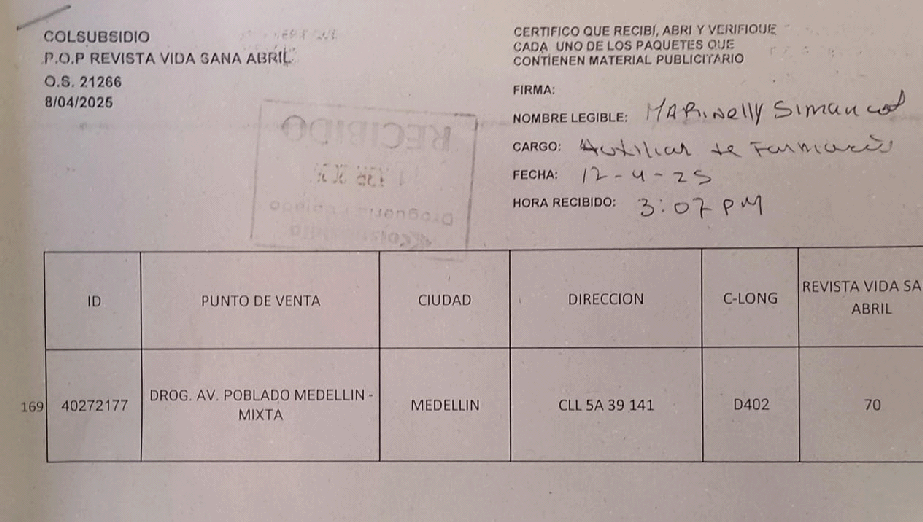 COLSUBSIDIO
P.O.P REVISTA VIDA SANA ABRIL
O.S. 21266
8/04/2025
CERTIFICO QUE RECIBI, ABRI Y VERIFIQUE
CADA UNO DE LOS PAQUETES QUE
CONTIENEN MATERIAL PUBLICITARIO
FIRMA:
NOMBRE LEGIBLE: MARINElly Simancas
CARGO: Auxiliar de Farmacia
FECHA: 12-4-25
HORA RECIBIDO: 3:07 PM
RECIBIDO
ID PUNTO DE VENTA CIUDAD DIRECCION C-LONG REVISTA VIDA SA
ABRIL
169 40272177 DROG. AV. POBLADO MEDELLIN - MEDELLIN CLL 5A 39 141 D402 70
MIXTA